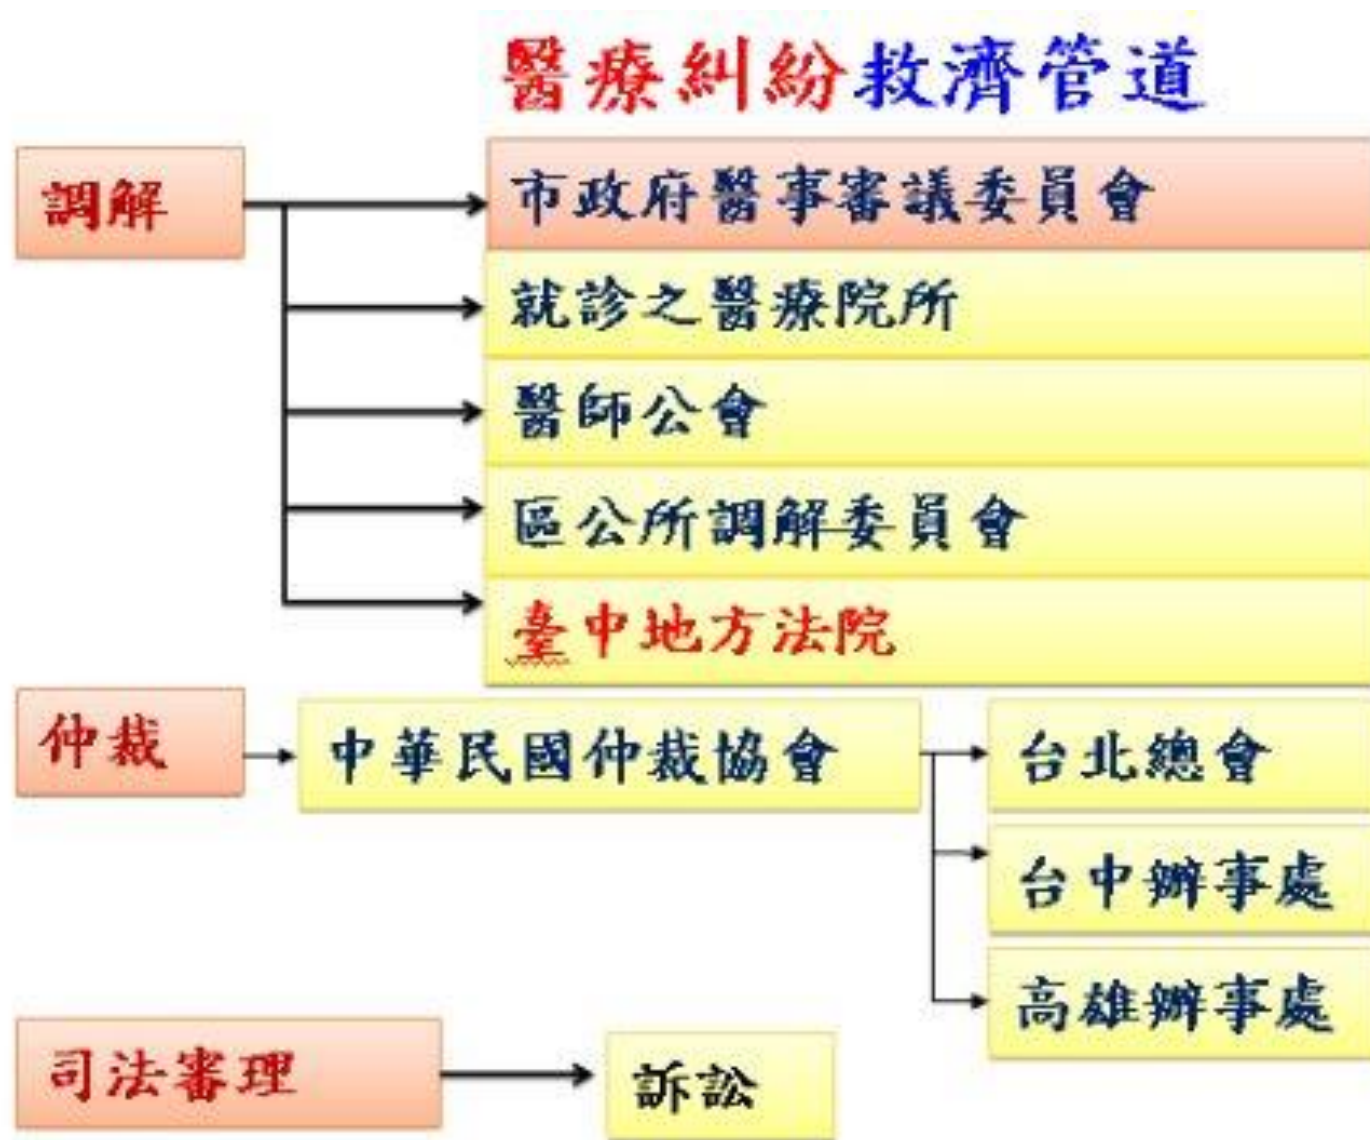 醫療糾紛救濟管道
調解
市政府醫事審議委員會
就診之醫療院所
醫師公會
區公所調解委員會
臺中地方法院
仲裁
中華民國仲裁協會
台北總會
台中辦事處
高雄辦事處
司法審理
訴訟